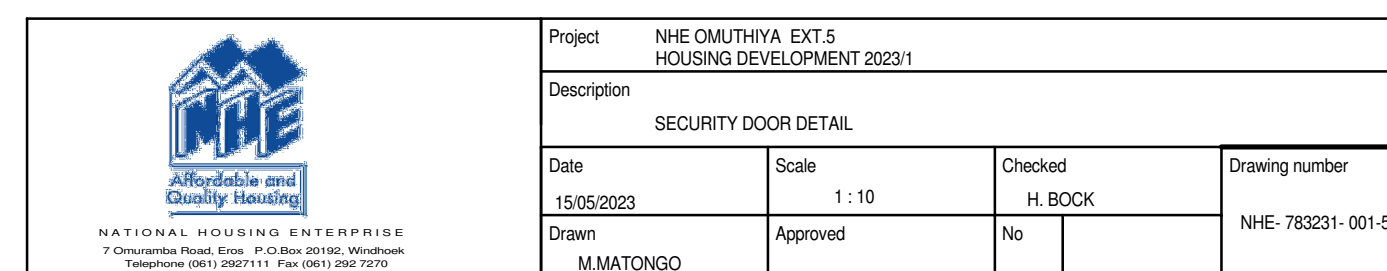 NHE
Affordable and
Quality Housing
NATIONAL HOUSING ENTERPRISE
7 Omuramba Road, Eros P.O.Box 20192, Windhoek
Telephone (061) 2927111 Fax (061) 292 7270
Project NHE OMUTHIYA EXT.5
HOUSING DEVELOPMENT 2023/1
Description
SECURITY DOOR DETAIL
Date Scale Checked Drawing number
15/05/2023 1 : 10 H. BOCK
NHE- 783231- 001-5
Drawn Approved No
M.MATONGO